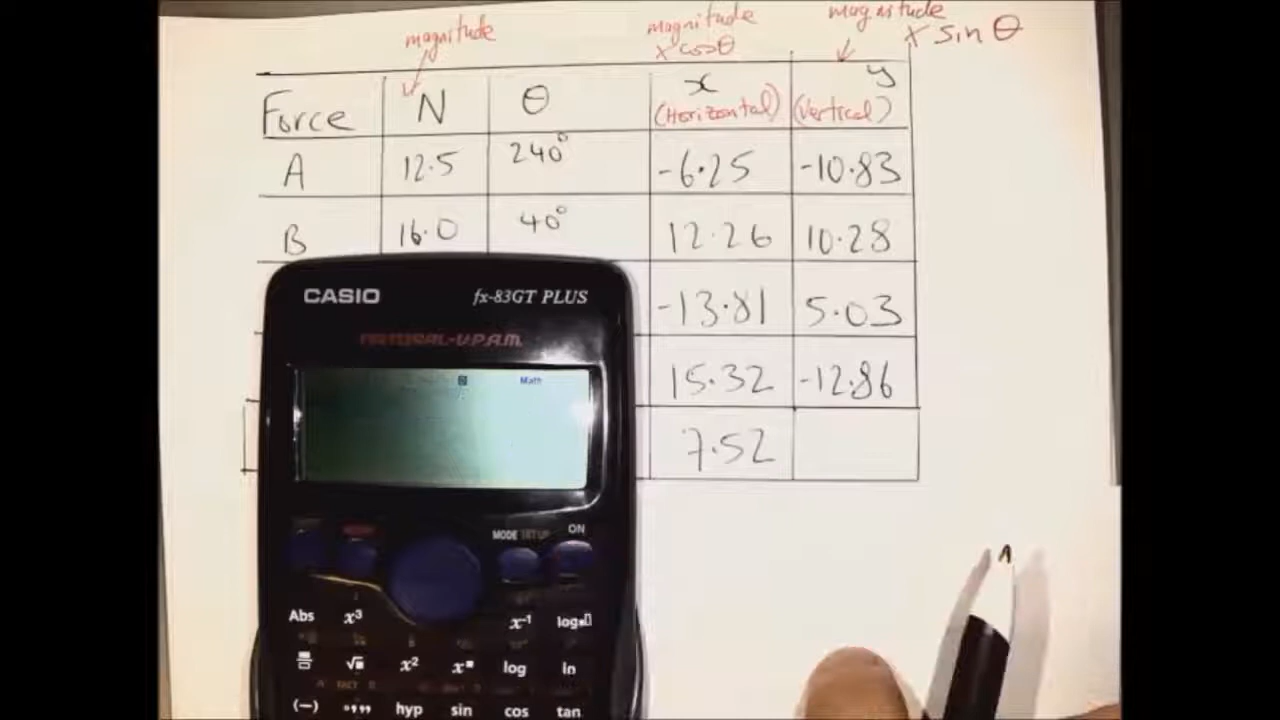 magnitude
magnitude
x cosθ
magnitude
x sin θ
Force N θ x y
(Horizontal) (Vertical)
A 12.5 240° -6.25 -10.83
B 16.0 40° 12.26 10.28
-13.81 5.03
15.32 -12.86
7.52
CASIO fx-83GT PLUS
NATURAL-V.P.A.M.
Math
MODE SETUP ON
Abs x³ x⁻¹ log
√ x² x■ log ln
(-) °,,, hyp sin cos tan